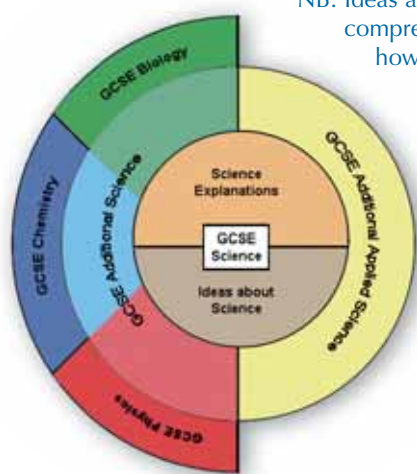 NB: Ideas a
compre
how
GCSE Biology
GCSE Chemistry
GCSE Physics
GCSE Additional Science
GCSE Additional Applied Science
Science
Explanations
GCSE
Science
Ideas about
Science